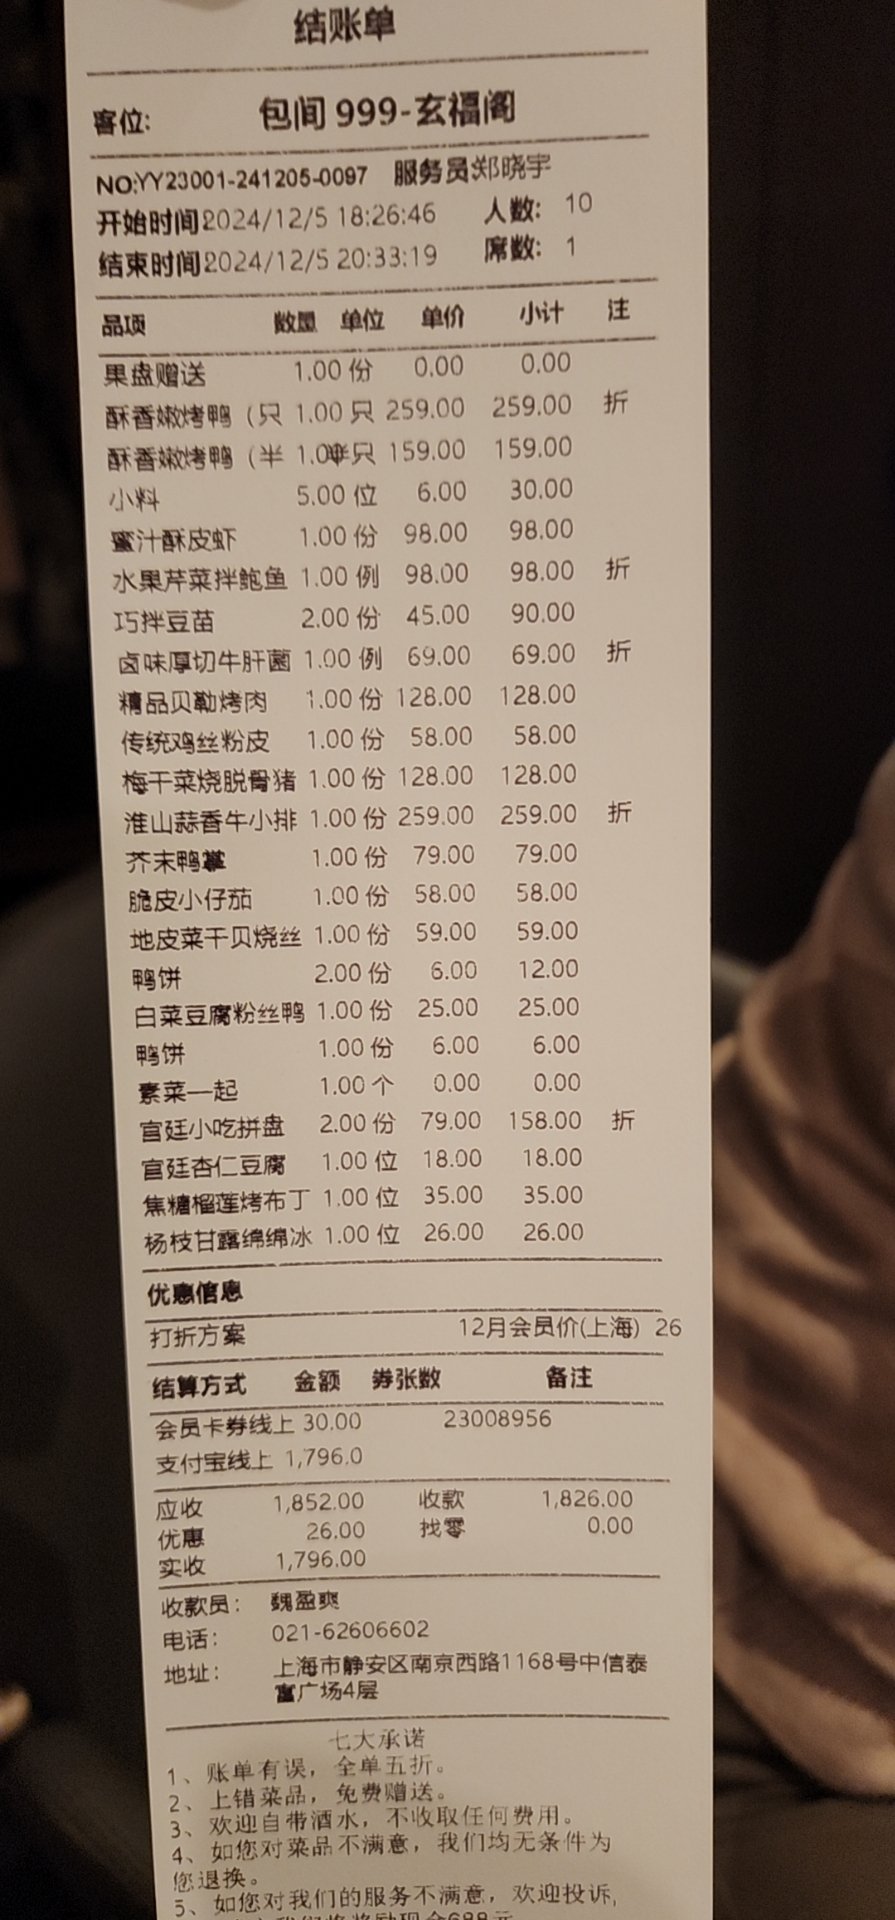 结账单
客位: 包间 999-玄福阁
NO:YY23001-241205-0097 服务员:郑晓宇
开始时间2024/12/5 18:26:46 人数: 10
结束时间2024/12/5 20:33:19 席数: 1
品项 数量 单位 单价 小计 注
果盘赠送 1.00 份 0.00 0.00
酥香嫩烤鸭（只 1.00 只 259.00 259.00 折
酥香嫩烤鸭（半 1.00半只 159.00 159.00
小料 5.00 位 6.00 30.00
蜜汁酥皮虾 1.00 份 98.00 98.00
水果芹菜拌鲍鱼 1.00 例 98.00 98.00 折
巧拌豆苗 2.00 份 45.00 90.00
卤味厚切牛肝菌 1.00 例 69.00 69.00 折
精品贝勒烤肉 1.00 份 128.00 128.00
传统鸡丝粉皮 1.00 份 58.00 58.00
梅干菜烧脱骨猪 1.00 份 128.00 128.00
淮山蒜香牛小排 1.00 份 259.00 259.00 折
芥末鸭掌 1.00 份 79.00 79.00
脆皮小仔茄 1.00 份 58.00 58.00
地皮菜干贝烧丝 1.00 份 59.00 59.00
鸭饼 2.00 份 6.00 12.00
白菜豆腐粉丝鸭 1.00 份 25.00 25.00
鸭饼 1.00 份 6.00 6.00
素菜一起 1.00 个 0.00 0.00
宫廷小吃拼盘 2.00 份 79.00 158.00 折
宫廷杏仁豆腐 1.00 位 18.00 18.00
焦糖榴莲烤布丁 1.00 位 35.00 35.00
杨枝甘露绵绵冰 1.00 位 26.00 26.00
优惠信息
打折方案 12月会员价(上海) 26
结算方式 金额 券张数 备注
会员卡券线上 30.00 23008956
支付宝线上 1,796.0
应收 1,852.00 收款 1,826.00
优惠 26.00 找零 0.00
实收 1,796.00
收款员: 魏盈爽
电话: 021-62606602
地址: 上海市静安区南京西路1168号中信泰
富广场4层
七大承诺
1、账单有误，全单五折。
2、上错菜品，免费赠送。
3、欢迎自带酒水，不收取任何费用。
4、如您对菜品不满意，我们均无条件为
您退换。
5、如您对我们的服务不满意，欢迎投诉,